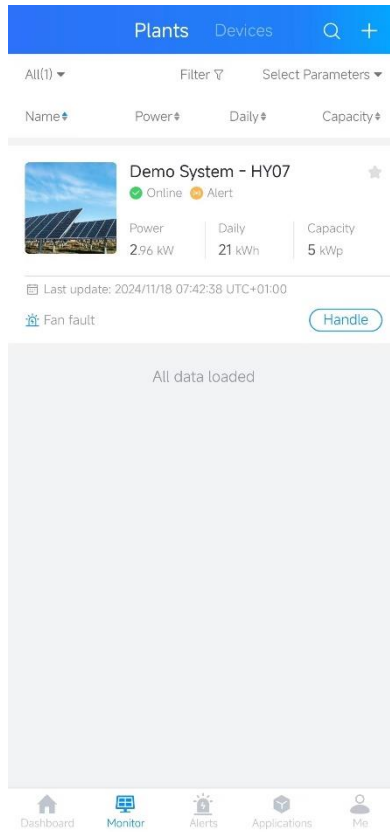 Plants Devices
All(1) Filter Select Parameters
Name Power Daily Capacity
Demo System - HY07
Online Alert
Power Daily Capacity
2.96 kW 21 kWh 5 kWp
Last update: 2024/11/18 07:42:38 UTC+01:00
Fan fault Handle
All data loaded
Dashboard Monitor Alerts Applications Me